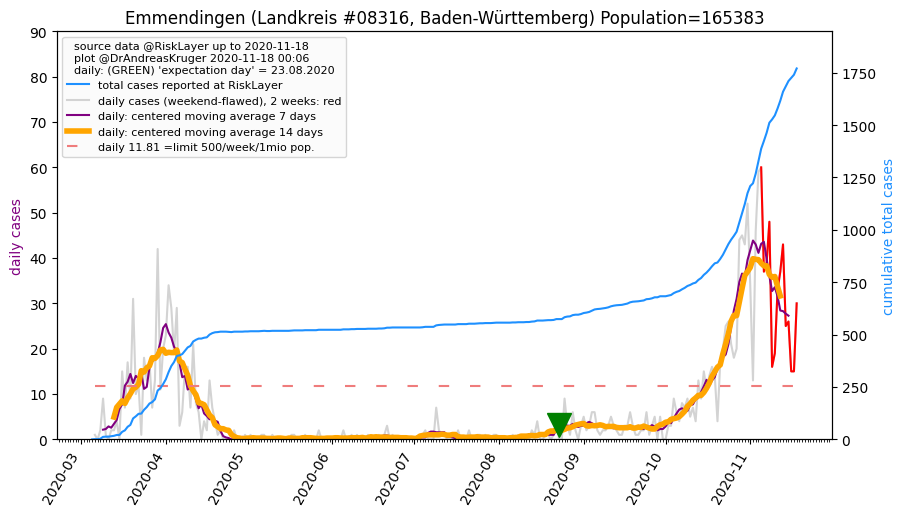 Emmendingen (Landkreis #08316, Baden-Württemberg) Population=165383
source data @RiskLayer up to 2020-11-18
plot @DrAndreasKruger 2020-11-18 00:06
daily: (GREEN) 'expectation day' = 23.08.2020
total cases reported at RiskLayer
daily cases (weekend-flawed), 2 weeks: red
daily: centered moving average 7 days
daily: centered moving average 14 days
daily 11.81 =limit 500/week/1mio pop.
daily cases
90
80
70
60
50
40
30
20
10
0
cumulative total cases
1750
1500
1250
1000
750
500
250
0
2020-03
2020-04
2020-05
2020-06
2020-07
2020-08
2020-09
2020-10
2020-11